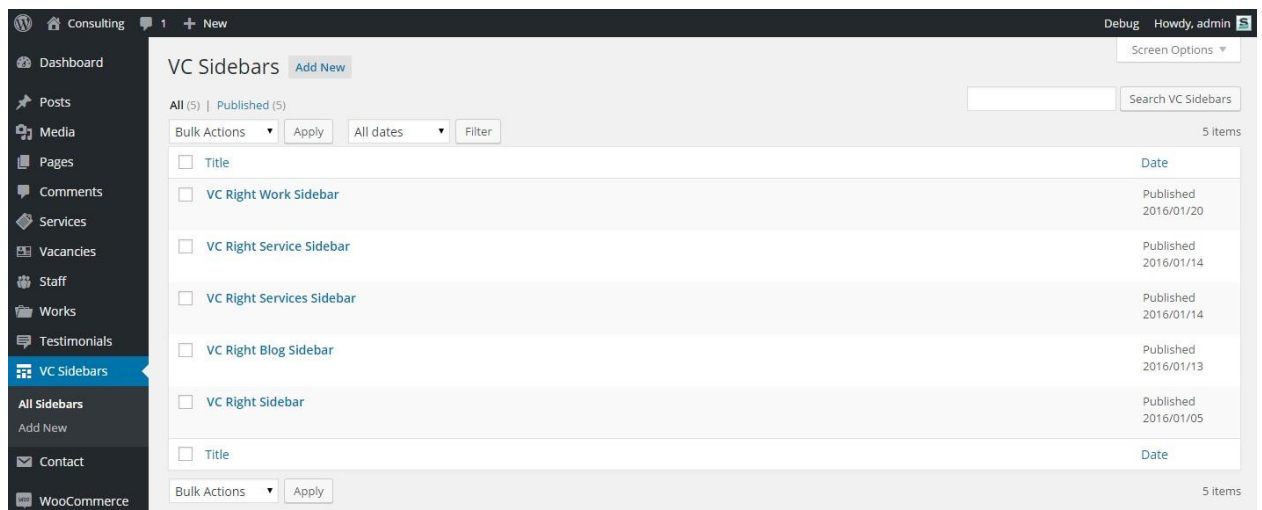 Consulting 1 New Debug Howdy, admin
Dashboard
Posts
Media
Pages
Comments
Services
Vacancies
Staff
Works
Testimonials
VC Sidebars
All Sidebars
Add New
Contact
WooCommerce
Screen Options
VC Sidebars Add New
All (5) | Published (5) Search VC Sidebars
Bulk Actions Apply All dates Filter 5 items
Title Date
VC Right Work Sidebar Published
2016/01/20
VC Right Service Sidebar Published
2016/01/14
VC Right Services Sidebar Published
2016/01/14
VC Right Blog Sidebar Published
2016/01/13
VC Right Sidebar Published
2016/01/05
Title Date
Bulk Actions Apply 5 items